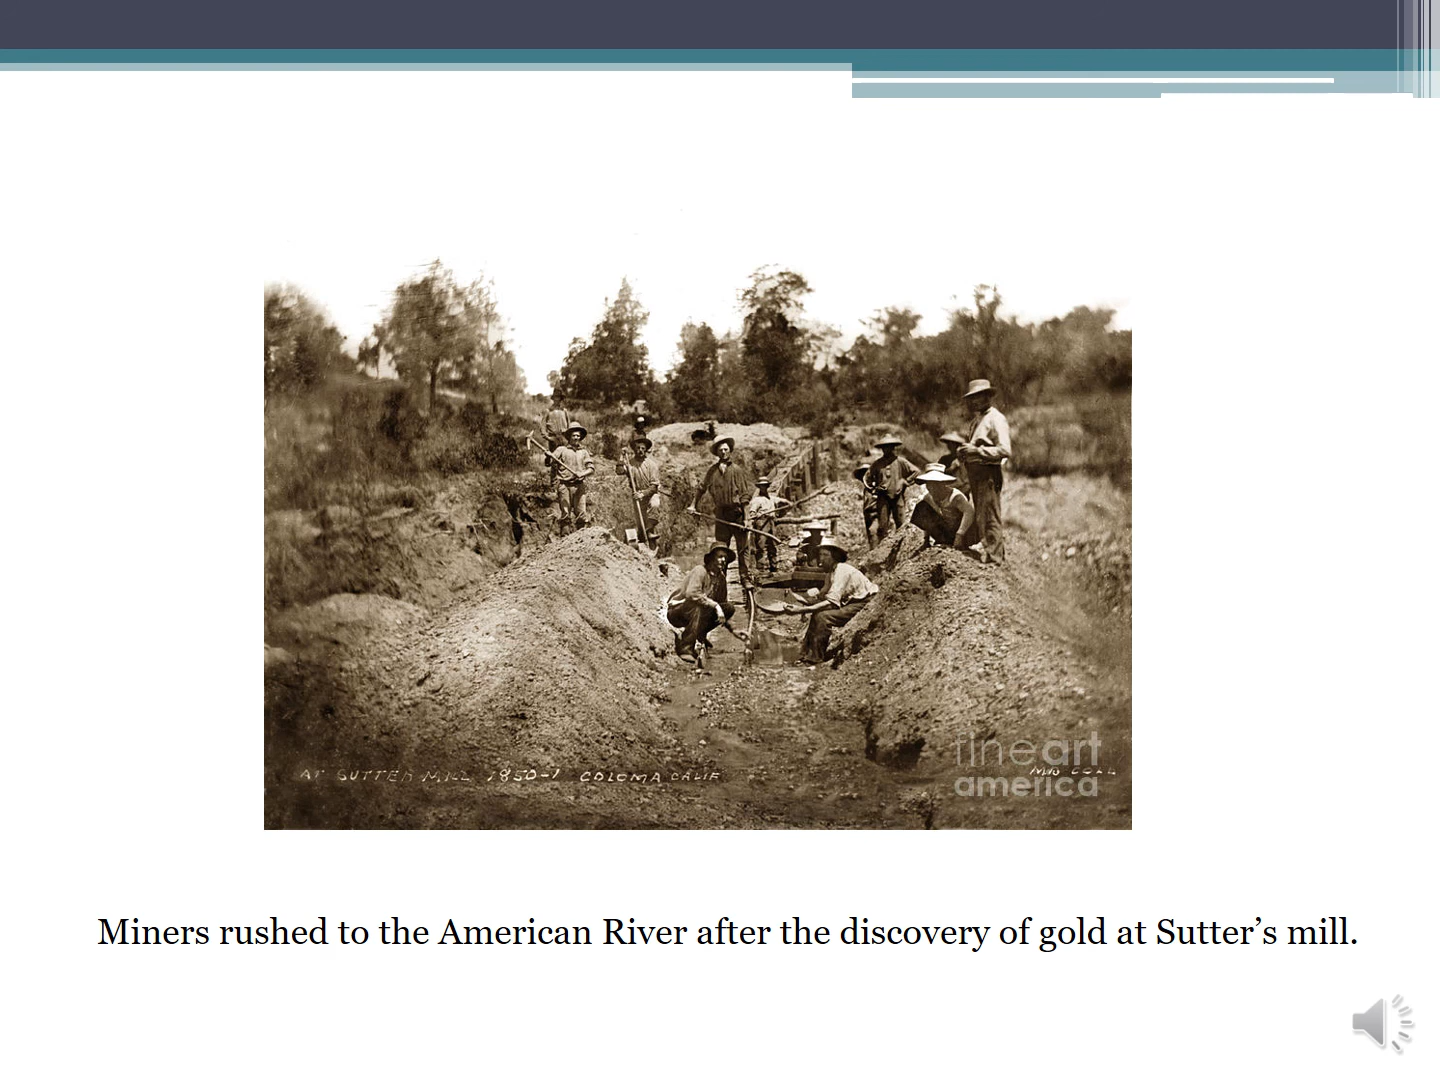 AT SUTTER MILL 1850-1 COLOMA CALIF
fineart
america
Miners rushed to the American River after the discovery of gold at Sutter’s mill.